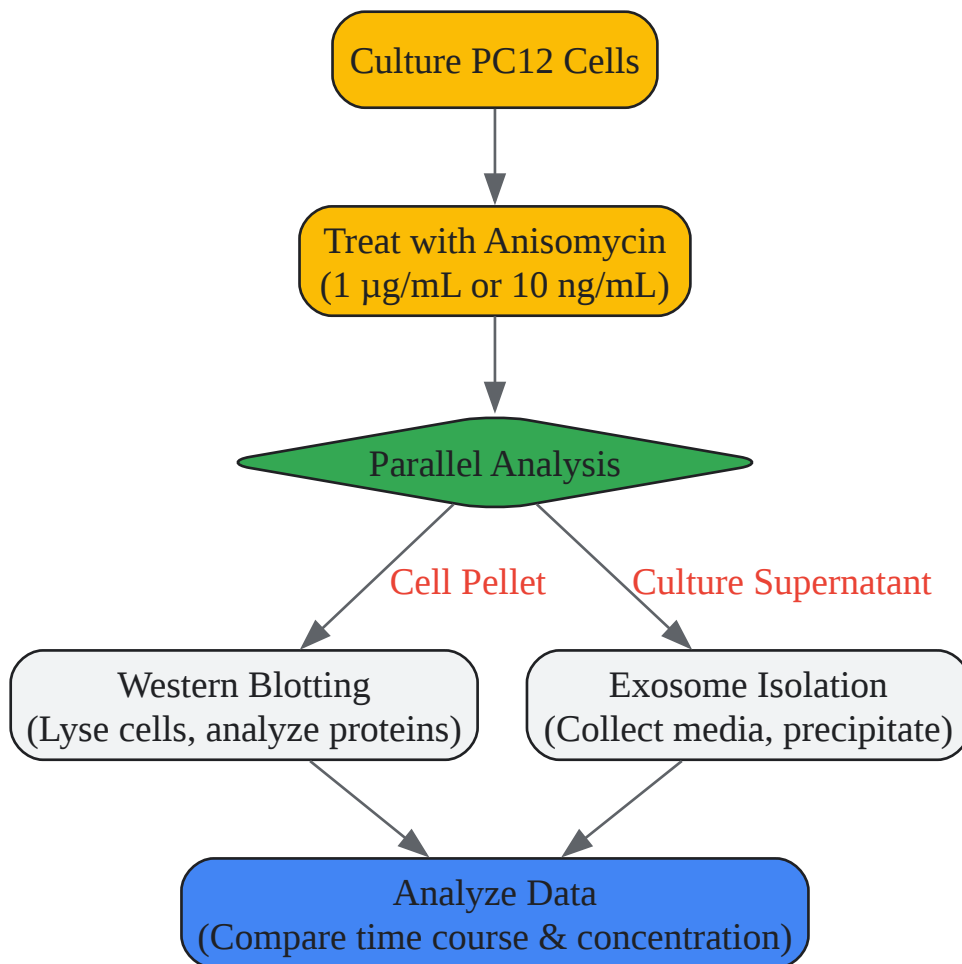 Culture PC12 Cells
Treat with Anisomycin
(1 µg/mL or 10 ng/mL)
Parallel Analysis
Cell Pellet
Culture Supernatant
Western Blotting
(Lyse cells, analyze proteins)
Exosome Isolation
(Collect media, precipitate)
Analyze Data
(Compare time course & concentration)